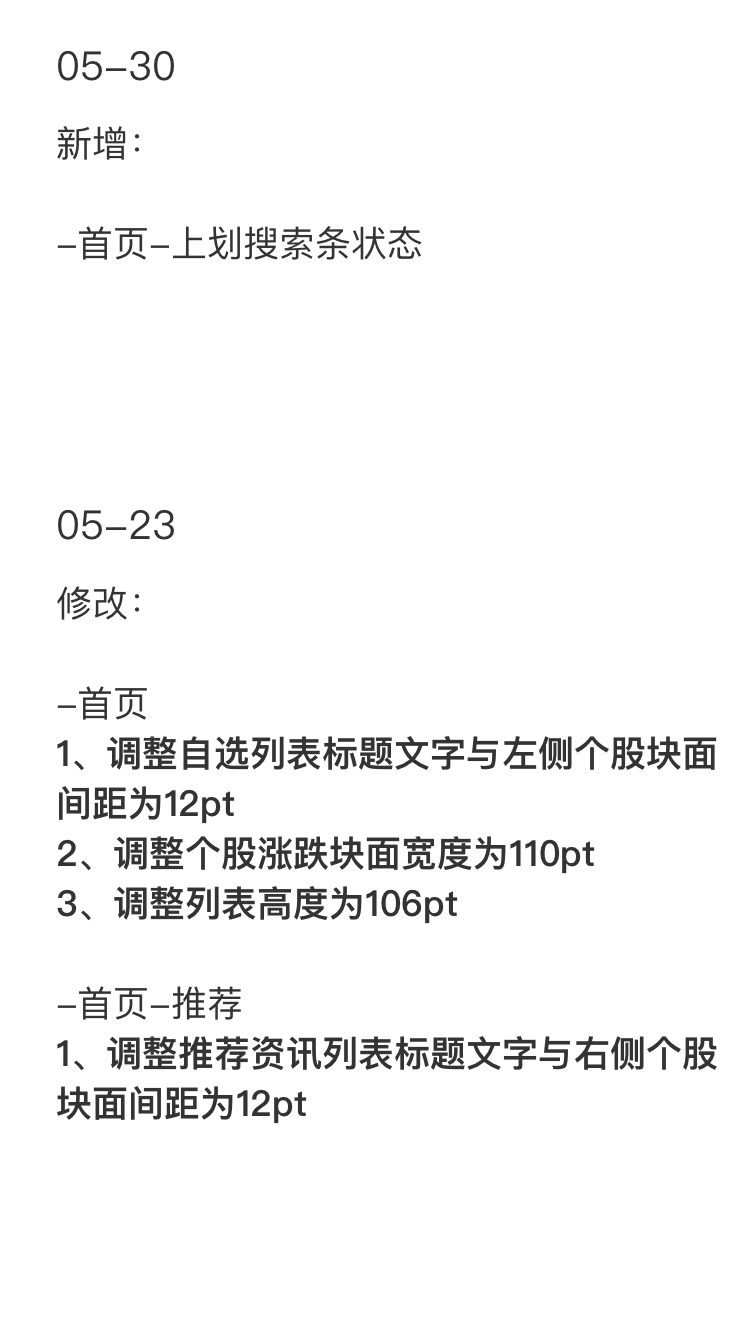 05-30
新增：
-首页-上划搜索条状态
05-23
修改：
-首页
1、调整自选列表标题文字与左侧个股块面
间距为12pt
2、调整个股涨跌块面宽度为110pt
3、调整列表高度为106pt
-首页-推荐
1、调整推荐资讯列表标题文字与右侧个股
块面间距为12pt